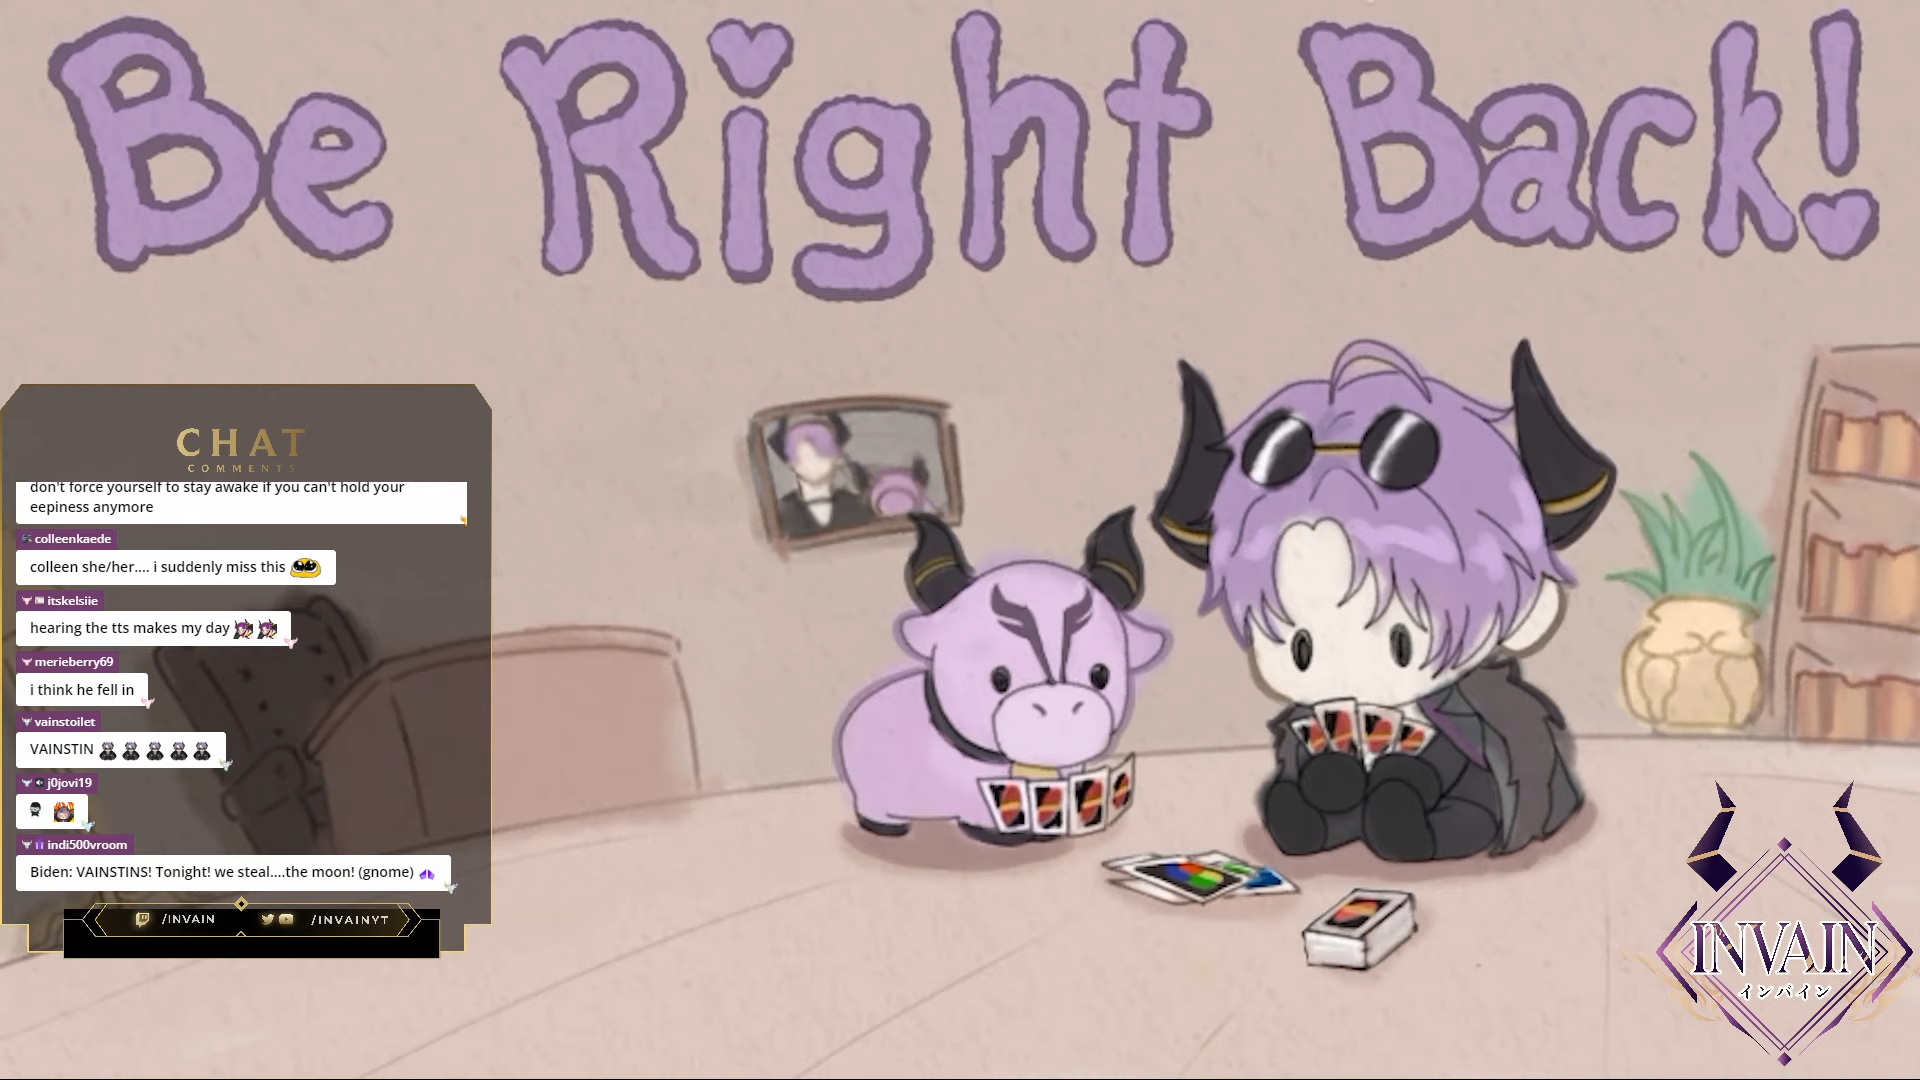 Be Right Back!
CHAT
COMMENTS
don't force yourself to stay awake if you can't hold your
eepiness anymore
colleenkaede
colleen she/her.... i suddenly miss this
itskelsiie
hearing the tts makes my day
merieberry69
i think he fell in
vainstoilet
VAINSTIN
j0jovi19
indi500vroom
Biden: VAINSTINS! Tonight! we steal....the moon! (gnome)
/INVAIN /INVAINYT
INVAIN
インバイン